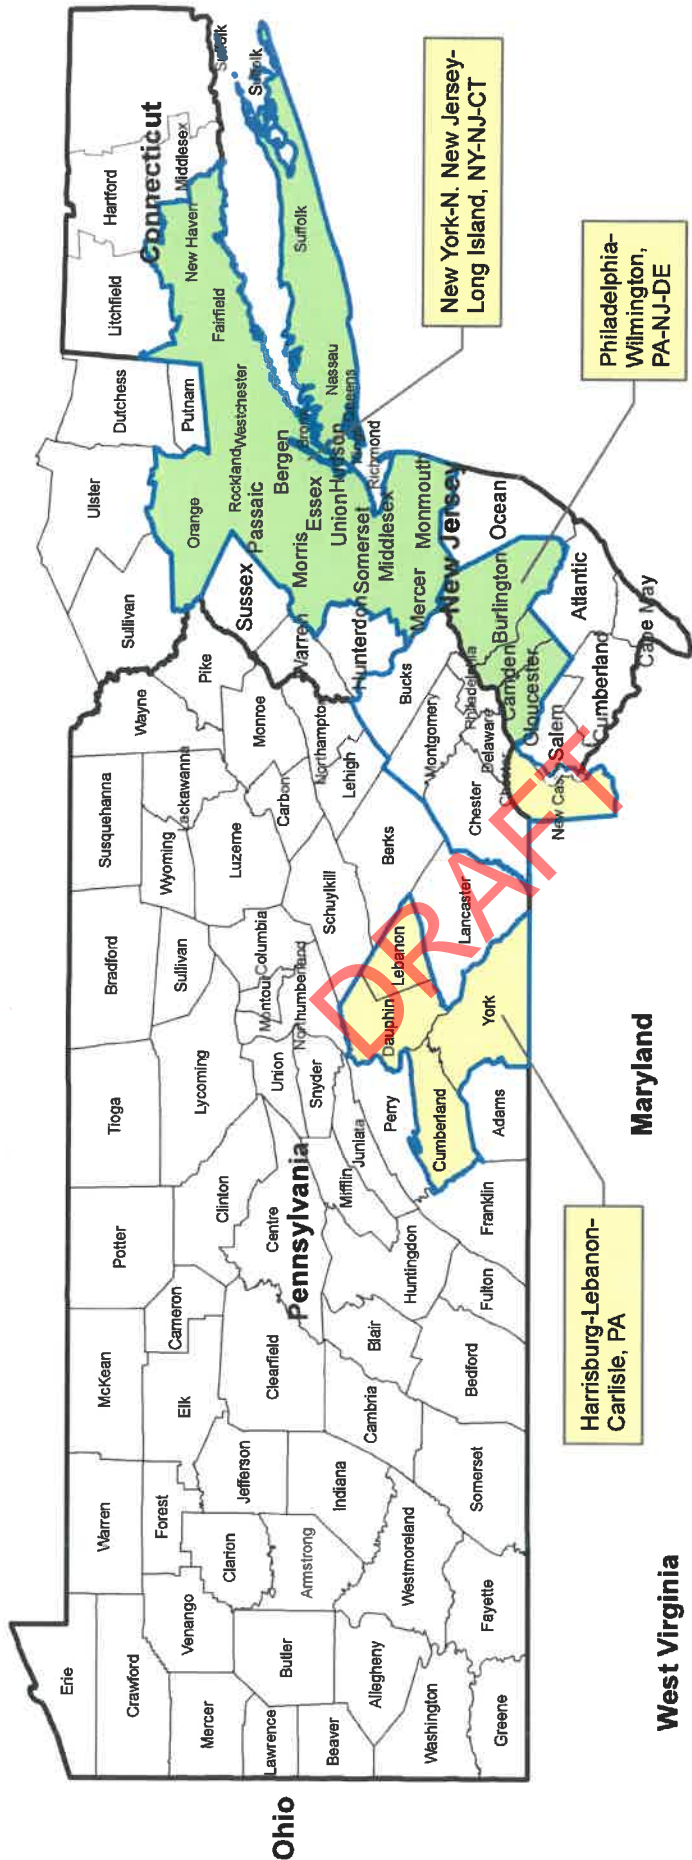 Connecticut
Hartford
Litchfield
Middlesex
New Haven
Fairfield
Suffolk
Suffolk
Suffolk
Nassau
Queens
Bronx
Dutchess
Putnam
Ulster
Sullivan
Orange
Rockland
Westchester
Passaic
Bergen
Essex
Hudson
Union
Richmond
Morris
Somerset
Middlesex
Monmouth
Mercer
Sussex
Warren
Hunterdon
New Jersey
Ocean
Burlington
Camden
Gloucester
Atlantic
Salem
Cumberland
Cape May
New York-N. New Jersey-
Long Island, NY-NJ-CT
Philadelphia-
Wilmington,
PA-NJ-DE
Wayne
Pike
Monroe
Susquehanna
Lackawanna
Wyoming
Luzerne
Carbon
Northampton
Lehigh
Bucks
Montgomery
Philadelphia
Delaware
Chester
Chester
Berks
Schuylkill
Lancaster
Lebanon
Dauphin
York
Bradford
Sullivan
Columbia
Montour
Northumberland
Tioga
Lycoming
Union
Snyder
Juniata
Perry
Mifflin
Cumberland
Adams
Pennsylvania
Potter
Clinton
Centre
Huntingdon
Franklin
Fulton
McKean
Cameron
Elk
Clearfield
Blair
Cambria
Bedford
Warren
Forest
Jefferson
Clarion
Indiana
Armstrong
Westmoreland
Somerset
Fayette
Erie
Crawford
Venango
Mercer
Butler
Lawrence
Beaver
Allegheny
Washington
Greene
Harrisburg-Lebanon-
Carlisle, PA
Ohio
West Virginia
Maryland
DRAFT